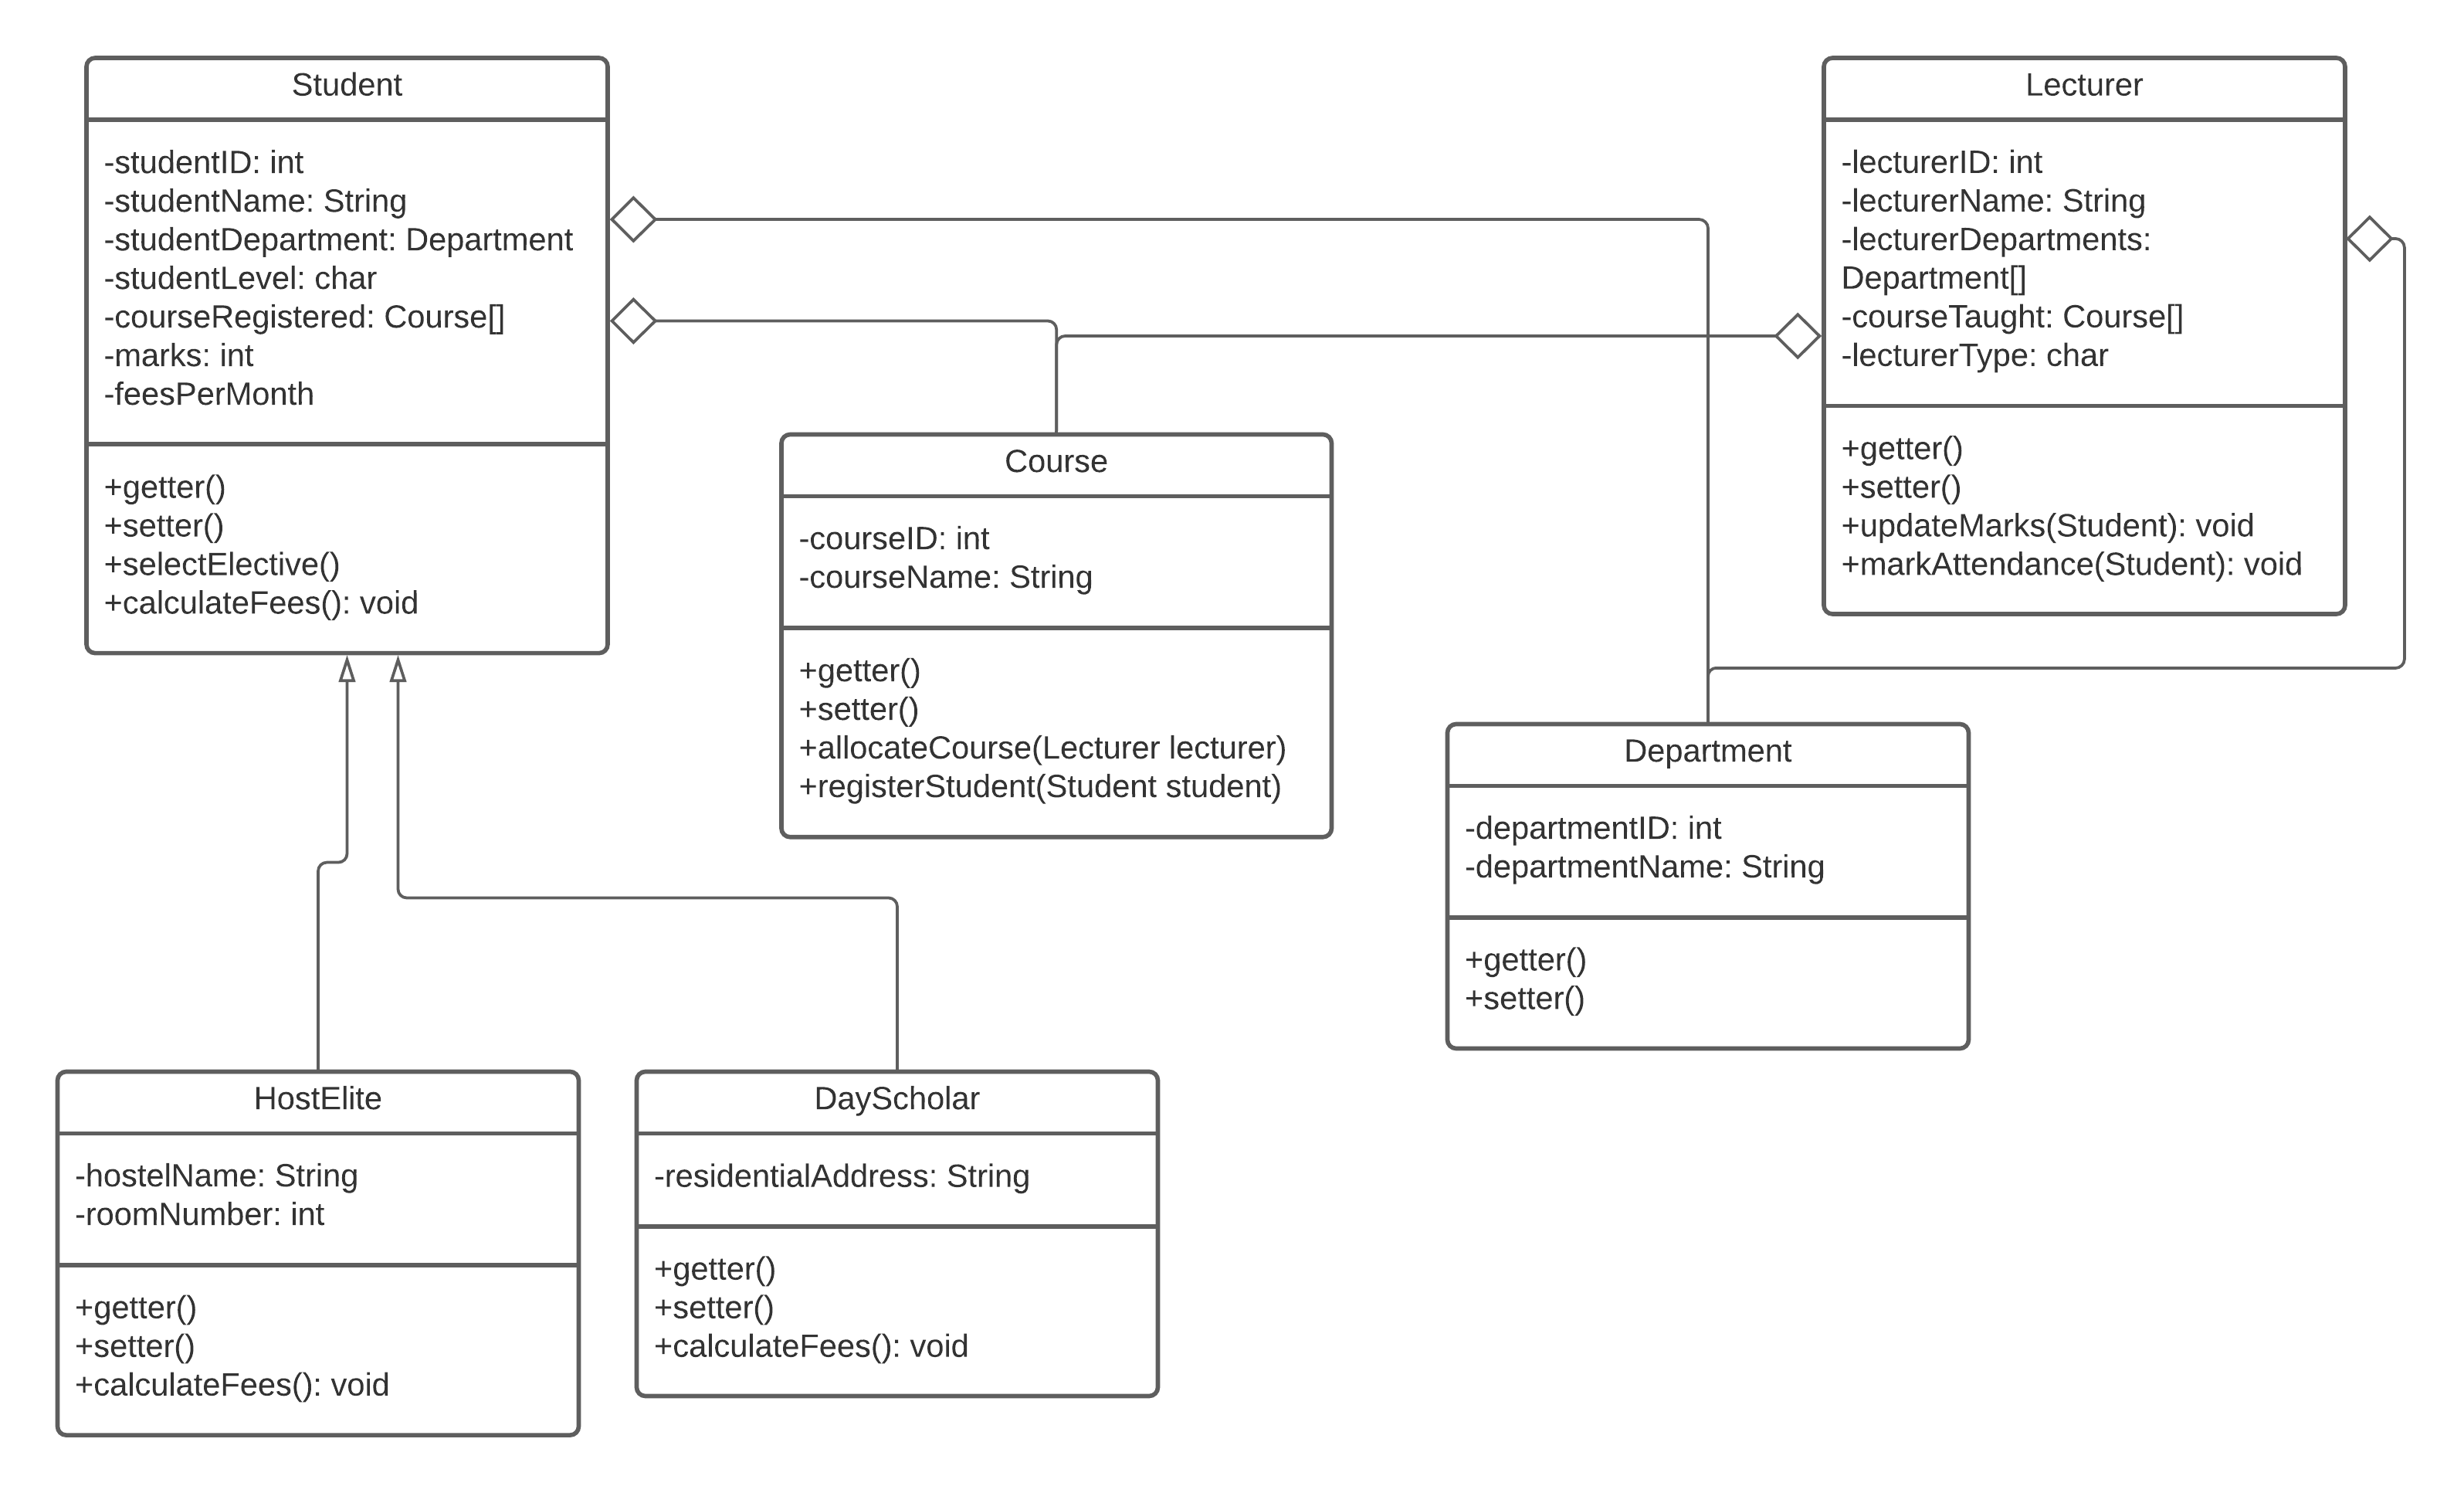 Student
-studentID: int
-studentName: String
-studentDepartment: Department
-studentLevel: char
-courseRegistered: Course[]
-marks: int
-feesPerMonth
+getter()
+setter()
+selectElective()
+calculateFees(): void
Lecturer
-lecturerID: int
-lecturerName: String
-lecturerDepartments:
Department[]
-courseTaught: Course[]
-lecturerType: char
+getter()
+setter()
+updateMarks(Student): void
+markAttendance(Student): void
Course
-courseID: int
-courseName: String
+getter()
+setter()
+allocateCourse(Lecturer lecturer)
+registerStudent(Student student)
Department
-departmentID: int
-departmentName: String
+getter()
+setter()
HostElite
-hostelName: String
-roomNumber: int
+getter()
+setter()
+calculateFees(): void
DayScholar
-residentialAddress: String
+getter()
+setter()
+calculateFees(): void